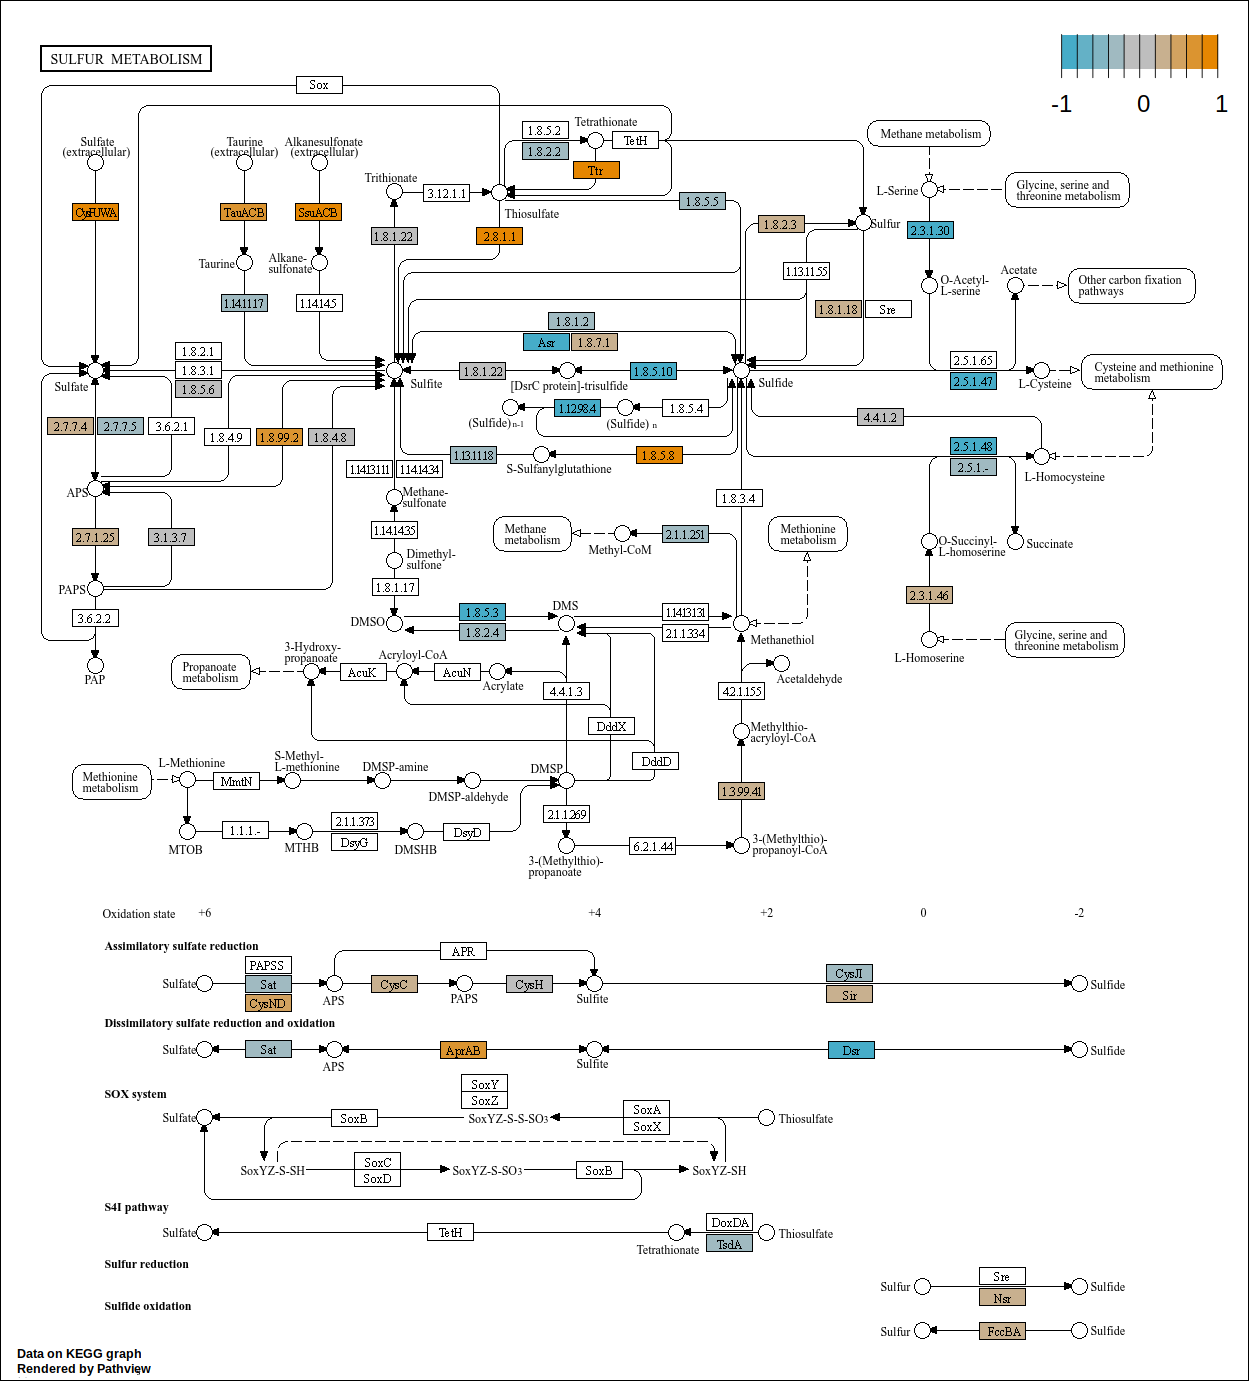 SULFUR METABOLISM
-1 0 1
Sox
Sulfate
(extracellular)
Taurine
(extracellular)
Alkanesulfonate
(extracellular)
1.8.5.2
1.8.2.2
Tetrathionate
TetH
Ttr
Methane metabolism
Trithionate
3.12.1.1
Thiosulfate
1.8.5.5
L-Serine
Glycine, serine and
threonine metabolism
CysPUWA
TauACB
SsuACB
1.8.1.22
2.8.1.1
1.8.2.3
Sulfur
2.3.1.30
Taurine
Alkane-
sulfonate
1.13.11.55
O-Acetyl-
L-serine
Acetate
Other carbon fixation
pathways
1.14.11.17
1.14.14.5
1.8.1.18
Sre
1.8.1.2
Asr
1.8.7.1
1.8.2.1
1.8.3.1
1.8.5.6
Sulfate
Sulfite
1.8.1.22
[DsrC protein]-trisulfide
1.8.5.10
Sulfide
2.5.1.65
2.5.1.47
L-Cysteine
Cysteine and methionine
metabolism
2.7.7.4
2.7.7.5
3.6.2.1
1.8.4.9
1.8.99.2
1.8.4.8
(Sulfide) n-1
1.12.98.4
(Sulfide) n
1.8.5.4
4.4.1.2
1.13.11.18
S-Sulfanylglutathione
1.8.5.8
2.5.1.48
2.5.1.-
L-Homocysteine
1.14.13.111
1.14.14.34
APS
Methane-
sulfonate
1.8.3.4
2.7.1.25
3.1.3.7
1.14.14.35
Methane
metabolism
Methyl-CoM
2.1.1.251
Methionine
metabolism
O-Succinyl-
L-homoserine
Succinate
Dimethyl-
sulfone
PAPS
1.8.1.17
2.3.1.46
3.6.2.2
DMSO
1.8.5.3
1.8.2.4
DMS
1.14.13.131
2.1.1.334
Methanethiol
L-Homoserine
Glycine, serine and
threonine metabolism
PAP
Propanoate
metabolism
3-Hydroxy-
propanoate
AcuK
Acryloyl-CoA
AcuN
Acrylate
4.4.1.3
Acetaldehyde
4.2.1.155
DddX
Methylthio-
acryloyl-CoA
DddD
Methionine
metabolism
L-Methionine
MmtN
S-Methyl-
L-methionine
DMSP-amine
DMSP-aldehyde
DMSP
1.3.99.41
2.1.1.269
MTOB
1.1.1.-
MTHB
2.1.1.373
DsyG
DMSHB
DsyD
3-(Methylthio)-
propanoate
6.2.1.44
3-(Methylthio)-
propanoyl-CoA
Oxidation state +6 +4 +2 0 -2
Assimilatory sulfate reduction
Sulfate
PAPSS
Sat
CysND
APS
APR
CysC
PAPS
CysH
Sulfite
CysJI
Sir
Sulfide
Dissimilatory sulfate reduction and oxidation
Sulfate
Sat
APS
AprAB
Sulfite
Dsr
Sulfide
SOX system
Sulfate
SoxB
SoxY
SoxZ
SoxYZ-S-S-SO3
SoxA
SoxX
Thiosulfate
SoxYZ-S-SH
SoxC
SoxD
SoxYZ-S-SO3
SoxB
SoxYZ-SH
S4I pathway
Sulfate
TetH
Tetrathionate
DoxDA
TsdA
Thiosulfate
Sulfur reduction
Sulfur
Sre
Nsr
Sulfide
Sulfide oxidation
Sulfur
FccBA
Sulfide
Data on KEGG graph
Rendered by Pathview